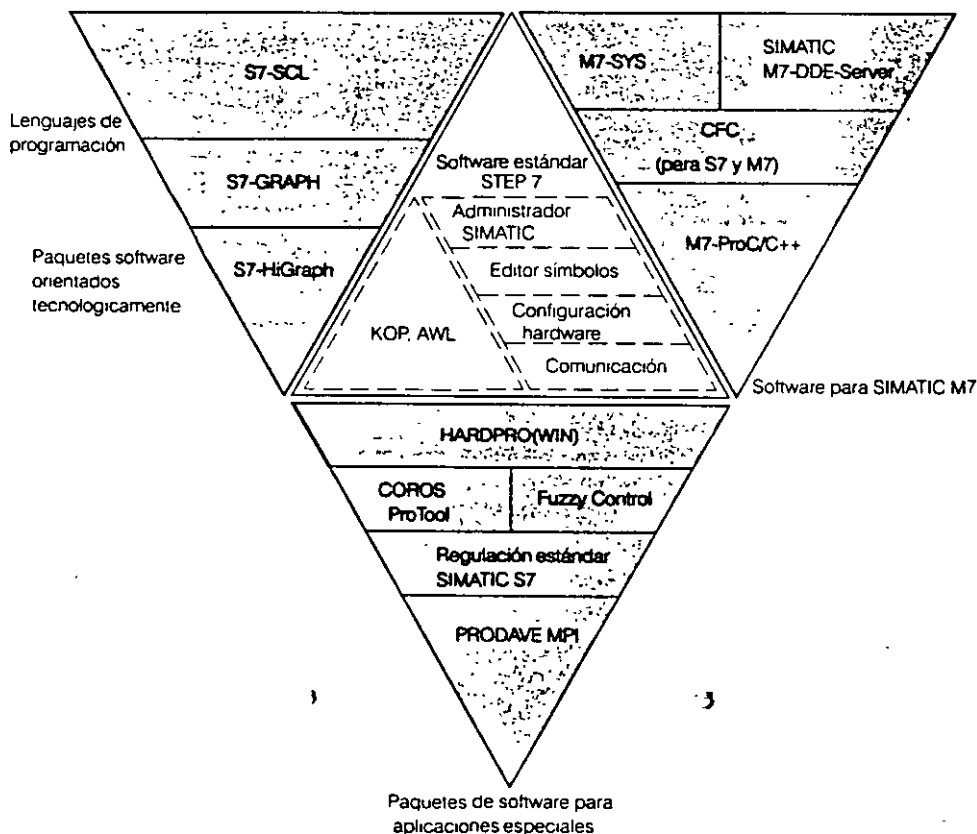 S7-SCL
Lenguajes de
programación
S7-GRAPH
Paquetes software
orientados
tecnologicamente
S7-HiGraph
Software estándar
STEP 7
Administrador
SIMATIC
Editor símbolos
Configuración
hardware
Comunicación
KOP, AWL
M7-SYS
SIMATIC
M7-DDE-Server
CFC
(para S7 y M7)
M7-ProC/C++
Software para SIMATIC M7
HARDPRO(WIN)
COROS
ProTool
Fuzzy Control
Regulación estándar
SIMATIC S7
PRODAVE MPI
Paquetes de software para
aplicaciones especiales